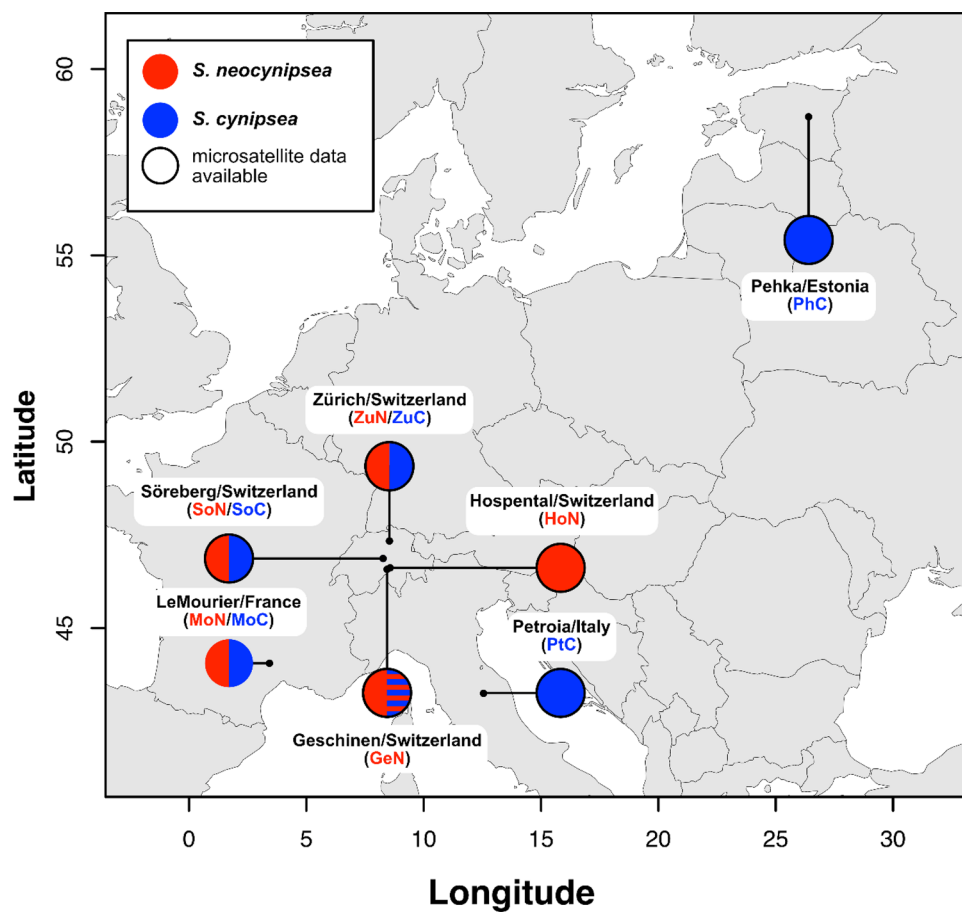 S. neocynipsea
S. cynipsea
microsatellite data
available
60
55
50
45
Latitude
Pehka/Estonia
(PhC)
Zürich/Switzerland
(ZuN/ZuC)
Söreberg/Switzerland
(SoN/SoC)
Hospental/Switzerland
(HoN)
LeMourier/France
(MoN/MoC)
Petroia/Italy
(PtC)
Geschinen/Switzerland
(GeN)
0 5 10 15 20 25 30
Longitude